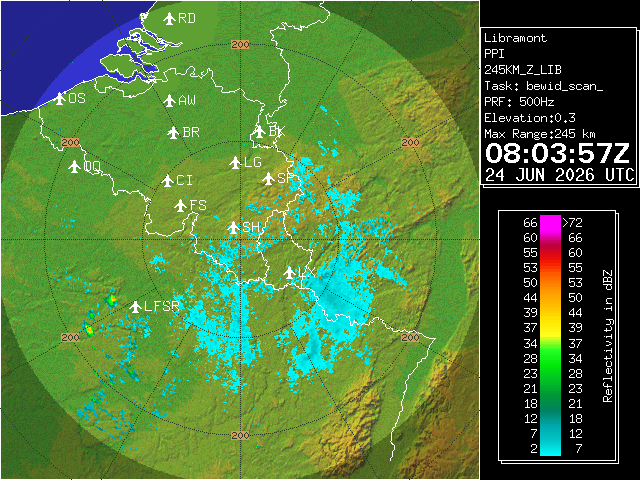 RD
200
OS
AW
BR
BK
200
200
QQ
LG
CI
SP
FS
SH
LX
LFSR
200
200
200
Libramont
PPI
245KM_Z_LIB
Task: bewid_scan_
PRF: 500Hz
Elevation:0.3
Max Range:245 km
08:03:57Z
24 JUN 2026 UTC
66 >72
60 66
55 60
53 55
50 53
44 50
39 44
37 39
34 37
28 34
23 28
21 23
18 21
12 18
7 12
2 7
Reflectivity in dBZ